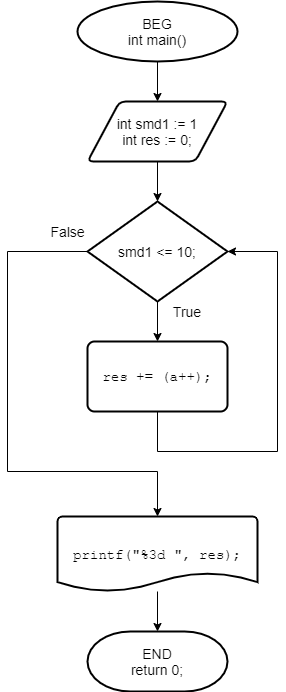 BEG
int main()
int smd1 := 1
int res := 0;
False
smd1 <= 10;
True
res += (a++);
printf("%3d ", res);
END
return 0;